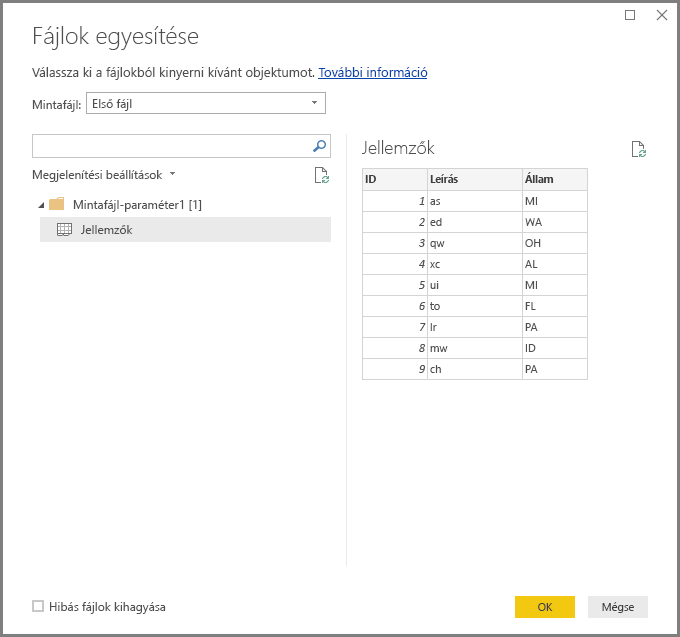 Fájlok egyesítése
Válassza ki a fájlokból kinyerni kívánt objektumot. További információ
Mintafájl: Első fájl
Megjelenítési beállítások
Mintafájl-paraméter1 [1]
Jellemzők
Jellemzők
ID Leírás Állam
1 as MI
2 ed WA
3 qw OH
4 xc AL
5 ui MI
6 to FL
7 lr PA
8 mw ID
9 ch PA
Hibás fájlok kihagyása
OK Mégse